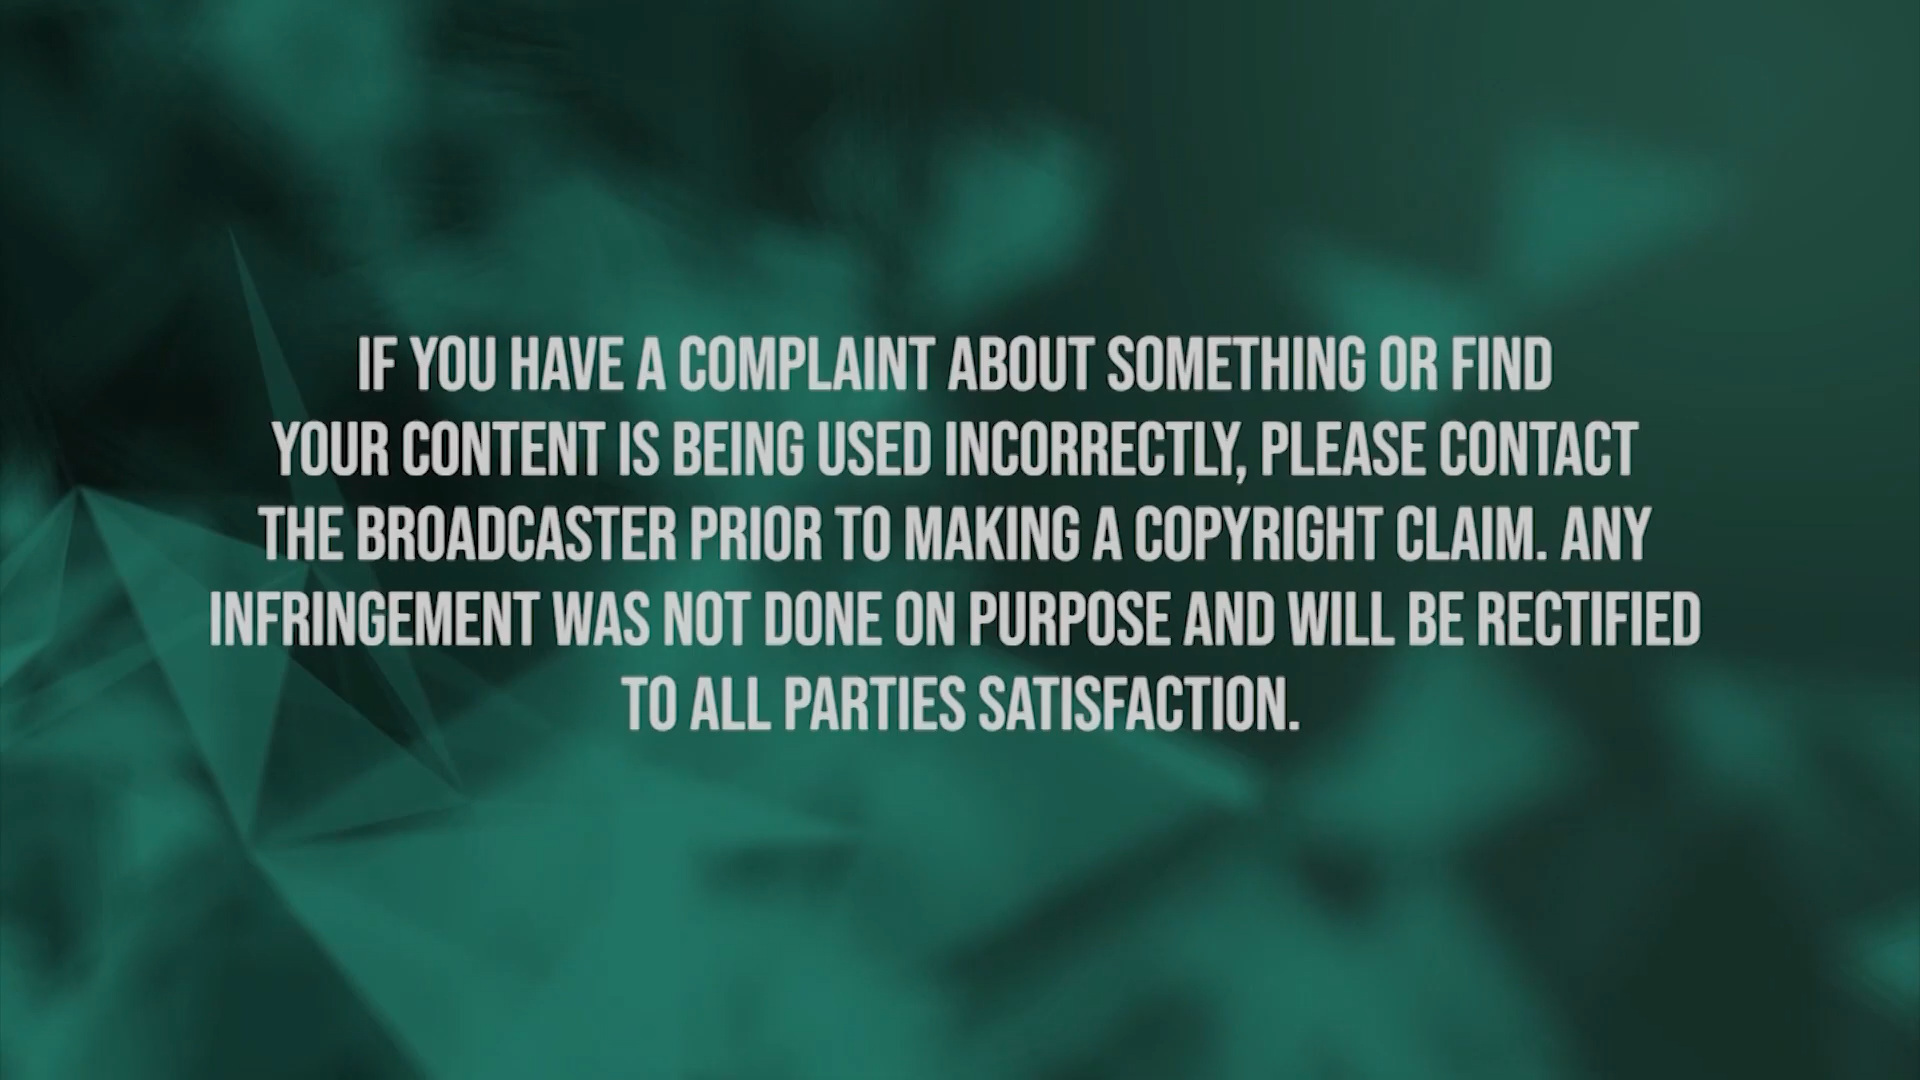 IF YOU HAVE A COMPLAINT ABOUT SOMETHING OR FIND
YOUR CONTENT IS BEING USED INCORRECTLY, PLEASE CONTACT
THE BROADCASTER PRIOR TO MAKING A COPYRIGHT CLAIM. ANY
INFRINGEMENT WAS NOT DONE ON PURPOSE AND WILL BE RECTIFIED
TO ALL PARTIES SATISFACTION.